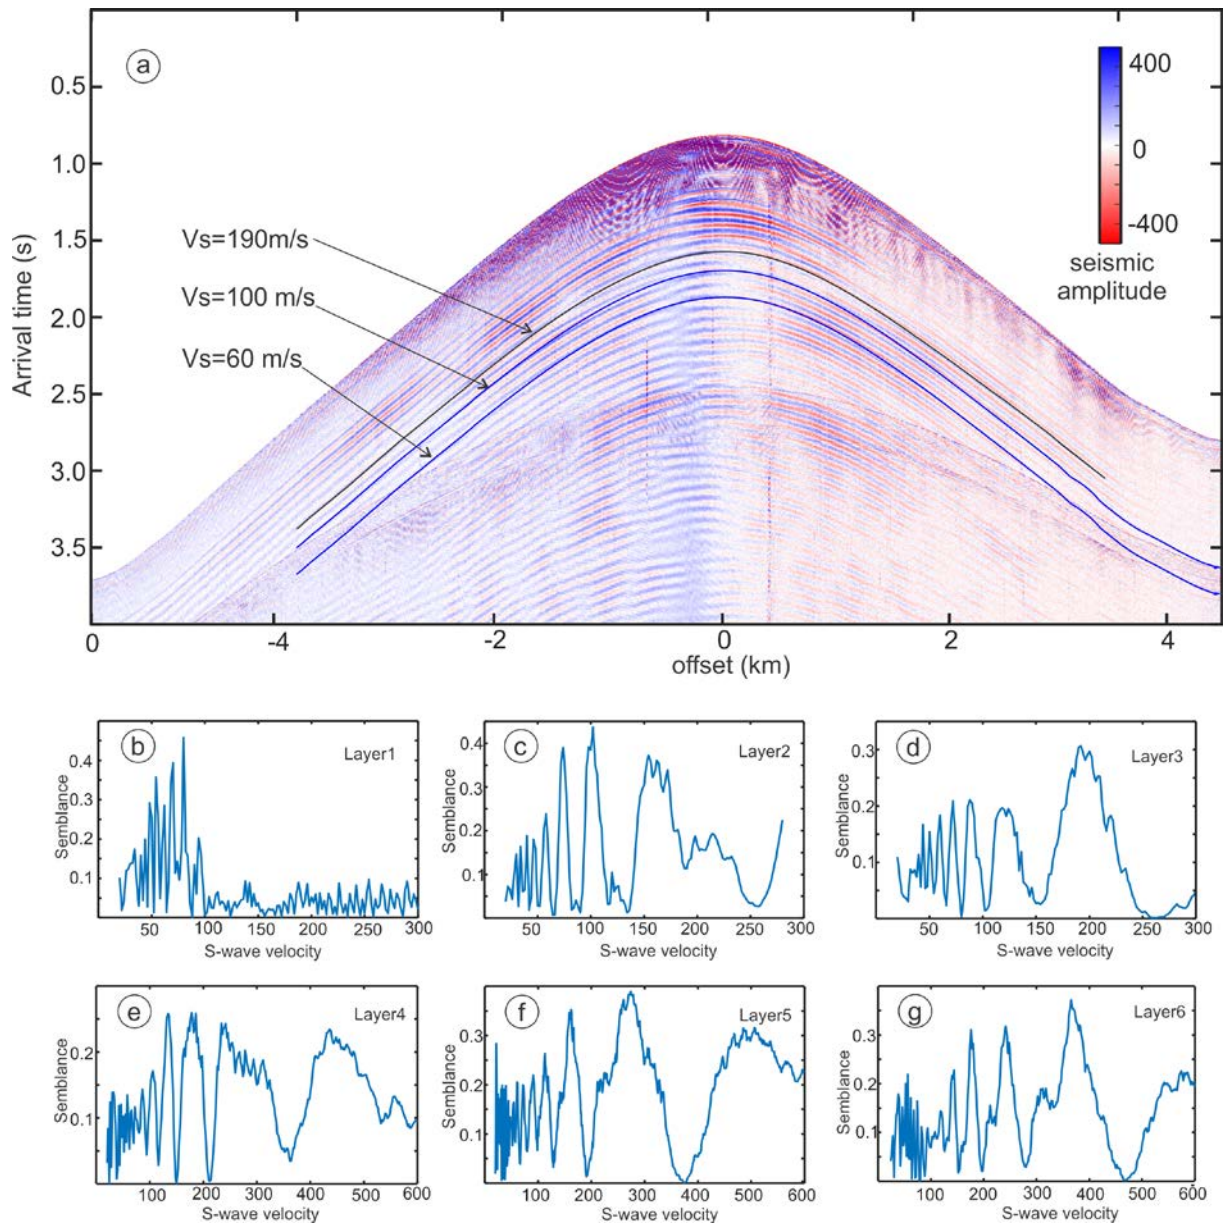 a
0.5
1.0
1.5
2.0
2.5
3.0
3.5
Arrival time (s)
Vs=190m/s
Vs=100 m/s
Vs=60 m/s
400
0
-400
seismic
amplitude
0 -4 -2 0 2 4
offset (km)
b
Layer1
0.4
0.3
0.2
0.1
Semblance
50 100 150 200 250 300
S-wave velocity
c
Layer2
0.4
0.3
0.2
0.1
Semblance
50 100 150 200 250 300
S-wave velocity
d
Layer3
0.3
0.2
0.1
Semblance
50 100 150 200 250 300
S-wave velocity
e
Layer4
0.2
0.1
Semblance
100 200 300 400 500 600
S-wave velocity
f
Layer5
0.3
0.2
0.1
Semblance
100 200 300 400 500 600
S-wave velocity
g
Layer6
0.3
0.2
0.1
Semblance
100 200 300 400 500 600
S-wave velocity